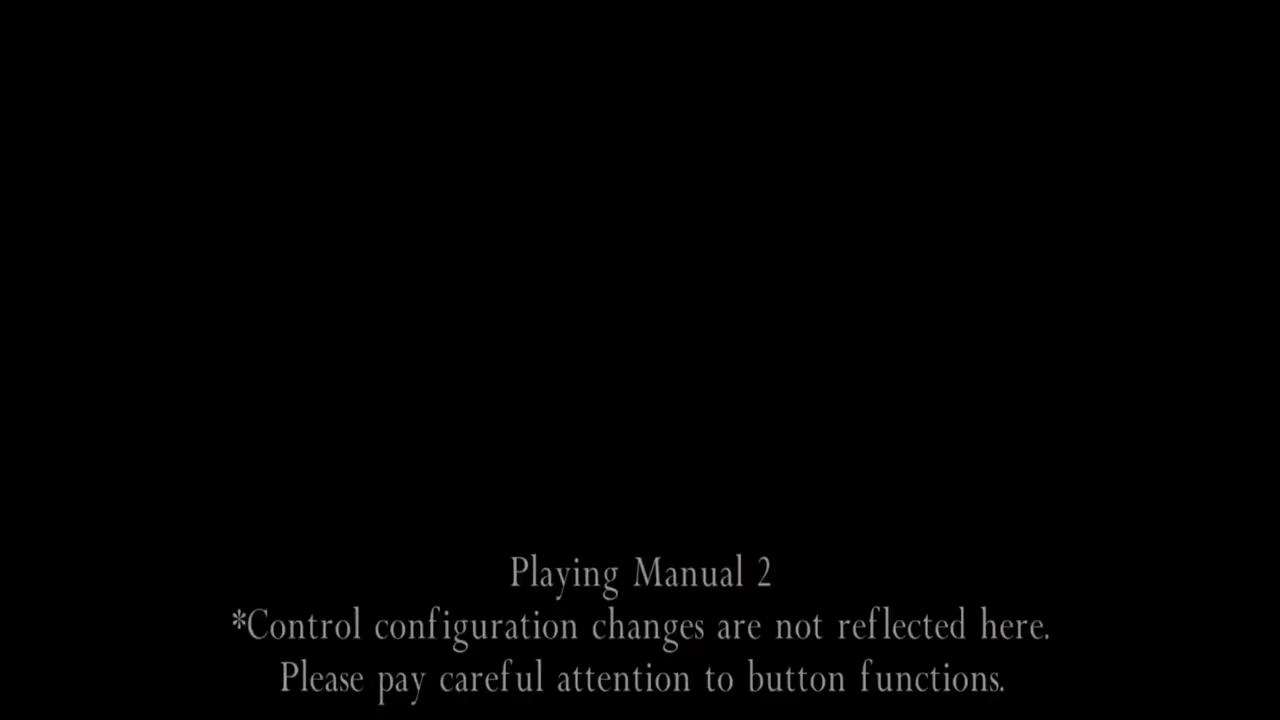 Playing Manual 2
*Control configuration changes are not reflected here.
Please pay careful attention to button functions.